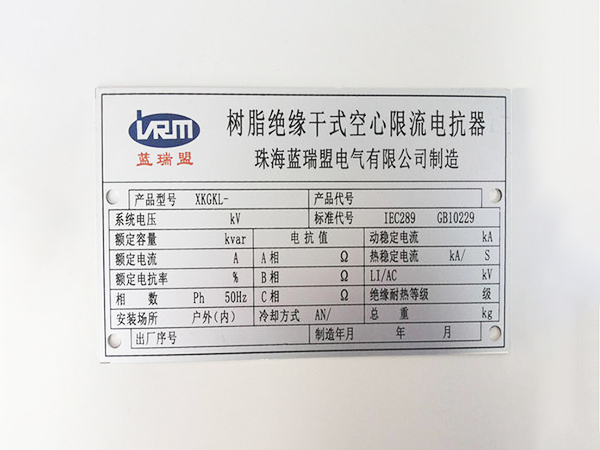 LVRM 树脂绝缘干式空心限流电抗器
蓝瑞盟 珠海蓝瑞盟电气有限公司制造
产品型号 XKGKL- 产品代号
系统电压 kV 标准代号 IEC289 GB10229
额定容量 kvar 电抗值 动稳定电流 kA
额定电流 A A相 Ω 热稳定电流 kA/ S
额定电抗率 % B相 Ω LI/AC kV
相数 Ph 50Hz C相 Ω 绝缘耐热等级 级
安装场所 户外(内) 冷却方式 AN/ 总重 kg
出厂序号 制造年月 年 月